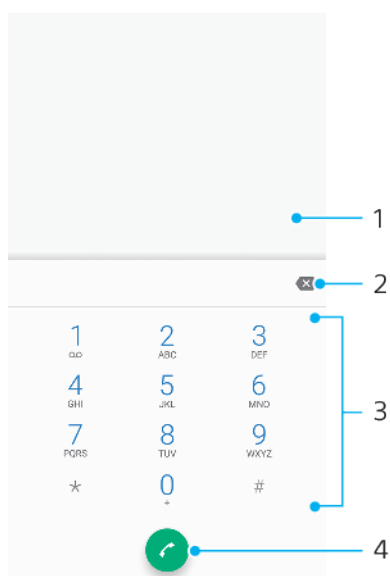 1
2
1 2 3
ABC DEF
4 5 6
GHI JKL MNO
3
7 8 9
PQRS TUV WXYZ
* 0 #
+
4